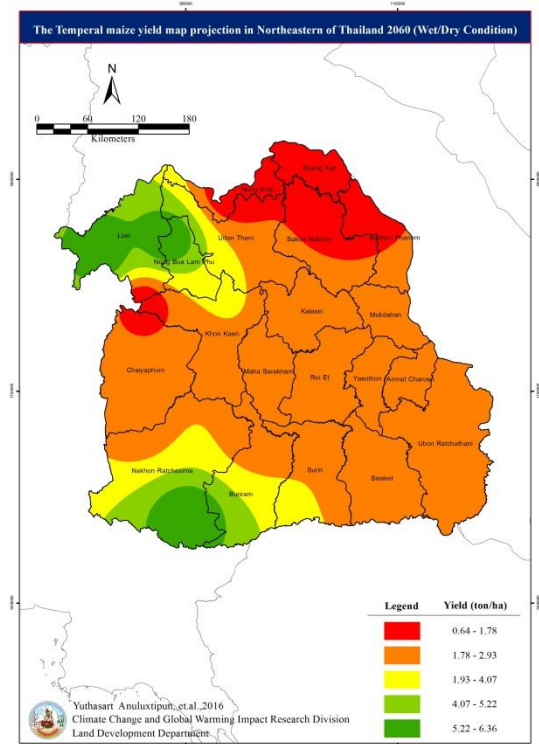 The Temperal maize yield map projection in Northeastern of Thailand 2060 (Wet/Dry Condition)
N
0 60 120 180
Kilometers
Bueng Kan
Nong Khai
Loei
Udon Thani
Sakon Nakhon
Nakhon Phanom
Nong Bua Lam Phu
Kalasin
Mukdahan
Khon Kaen
Chaiyaphum
Maha Sarakham
Roi Et
Yasothon
Amnat Charoen
Ubon Ratchathani
Nakhon Ratchasima
Buriram
Surin
Sisaket
Legend Yield (ton/ha)
0.64 - 1.78
1.78 - 2.93
1.93 - 4.07
4.07 - 5.22
5.22 - 6.36
Yuthasart Anuluxtipun, et.al.,2016
Climate Change and Global Warming Impact Research Division
Land Development Department